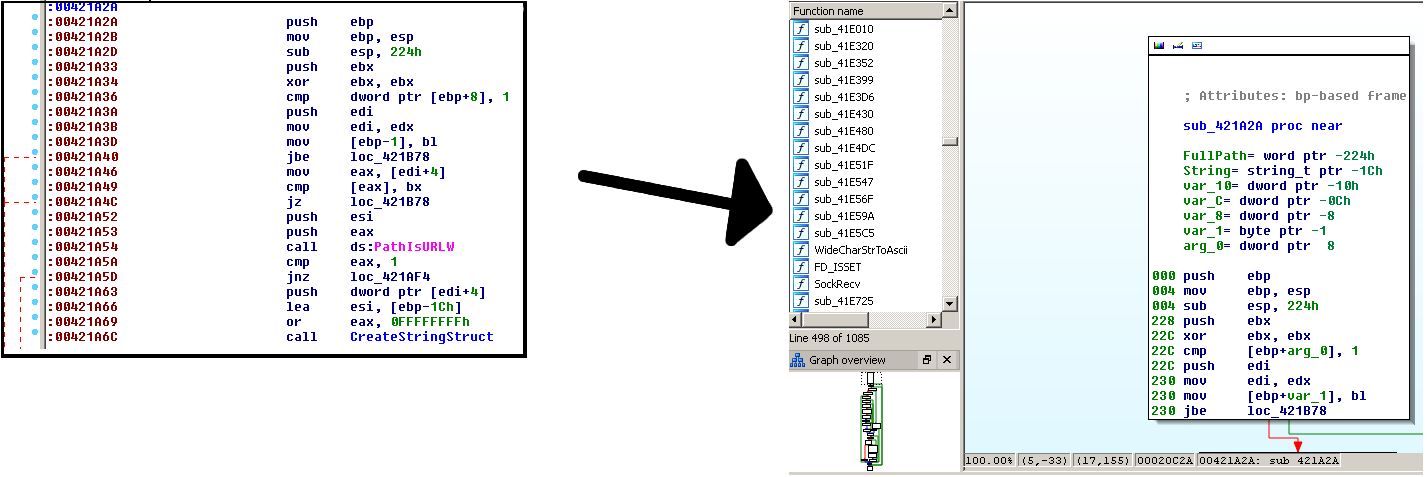 :00421A2A
:00421A2A push ebp
:00421A2B mov ebp, esp
:00421A2D sub esp, 224h
:00421A33 push ebx
:00421A34 xor ebx, ebx
:00421A36 cmp dword ptr [ebp+8], 1
:00421A3A push edi
:00421A3B mov edi, edx
:00421A3D mov [ebp-1], bl
:00421A40 jbe loc_421B78
:00421A46 mov eax, [edi+4]
:00421A49 cmp [eax], bx
:00421A4C jz loc_421B78
:00421A52 push esi
:00421A53 push eax
:00421A54 call ds:PathIsURLW
:00421A5A cmp eax, 1
:00421A5D jnz loc_421AF4
:00421A63 push dword ptr [edi+4]
:00421A66 lea esi, [ebp-1Ch]
:00421A69 or eax, 0FFFFFFFFh
:00421A6C call CreateStringStruct
Function name
sub_41E010
sub_41E320
sub_41E352
sub_41E399
sub_41E3D6
sub_41E430
sub_41E480
sub_41E4DC
sub_41E51F
sub_41E547
sub_41E56F
sub_41E59A
sub_41E5C5
WideCharStrToAscii
FD_ISSET
SockRecv
sub_41E725
Line 498 of 1085
Graph overview
; Attributes: bp-based frame
sub_421A2A proc near
FullPath= word ptr -224h
String= string_t ptr -1Ch
var_10= dword ptr -10h
var_C= dword ptr -0Ch
var_8= dword ptr -8
var_1= byte ptr -1
arg_0= dword ptr 8
000 push ebp
004 mov ebp, esp
004 sub esp, 224h
228 push ebx
22C xor ebx, ebx
22C cmp [ebp+arg_0], 1
22C push edi
230 mov edi, edx
230 mov [ebp+var_1], bl
230 jbe loc_421B78
100.00% (5,-33) (17,155) 00020C2A 00421A2A: sub_421A2A